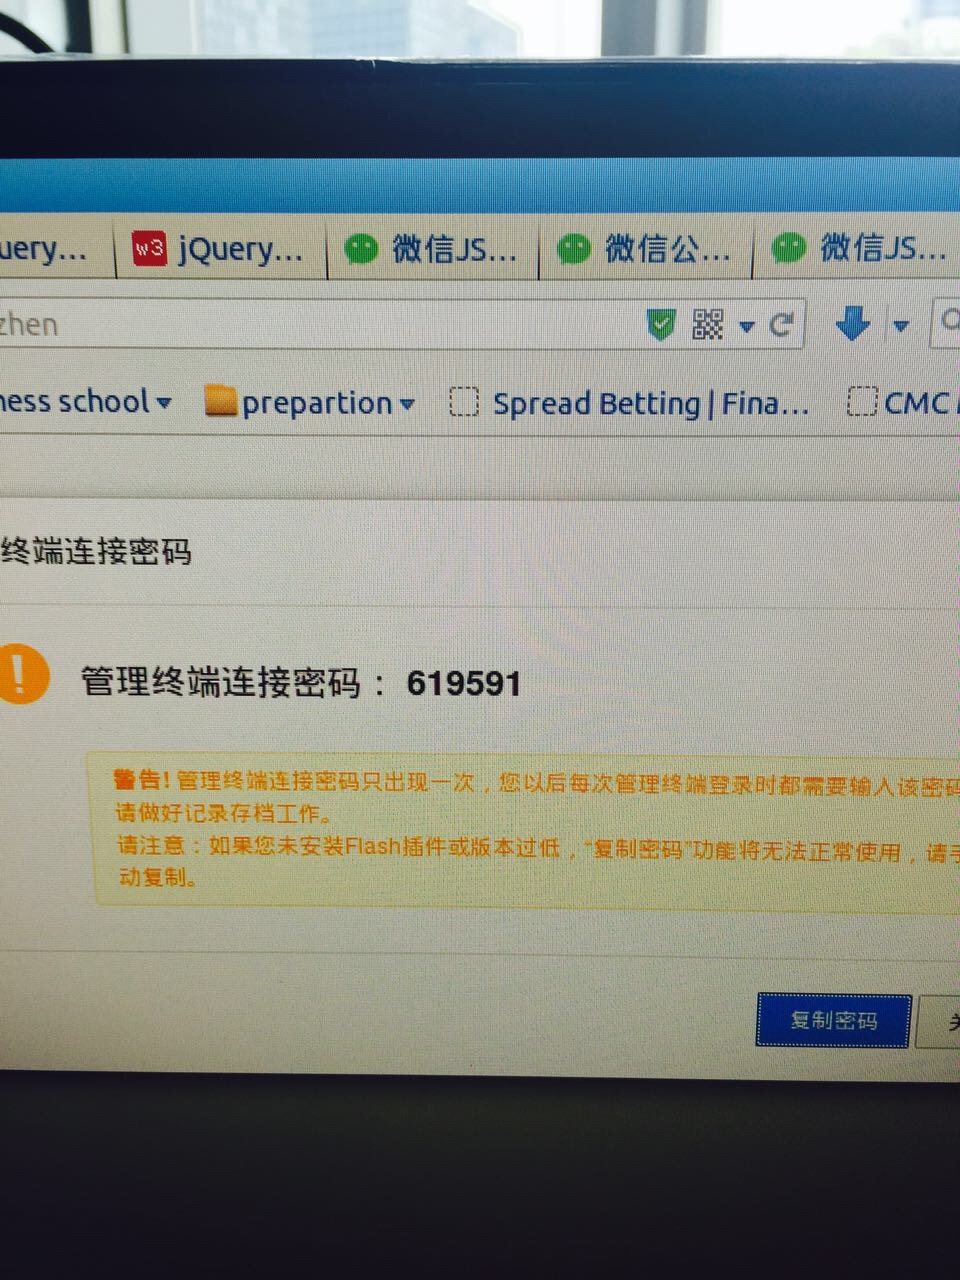 uery...
w3 jQuery...
微信JS...
微信公...
微信JS...
zhen
ness school
prepartion
Spread Betting | Fina...
CMC
终端连接密码
管理终端连接密码： 619591
警告! 管理终端连接密码只出现一次，您以后每次管理终端登录时都需要输入该密码
请做好记录存档工作。
请注意：如果您未安装Flash插件或版本过低，“复制密码”功能将无法正常使用，请手
动复制。
复制密码